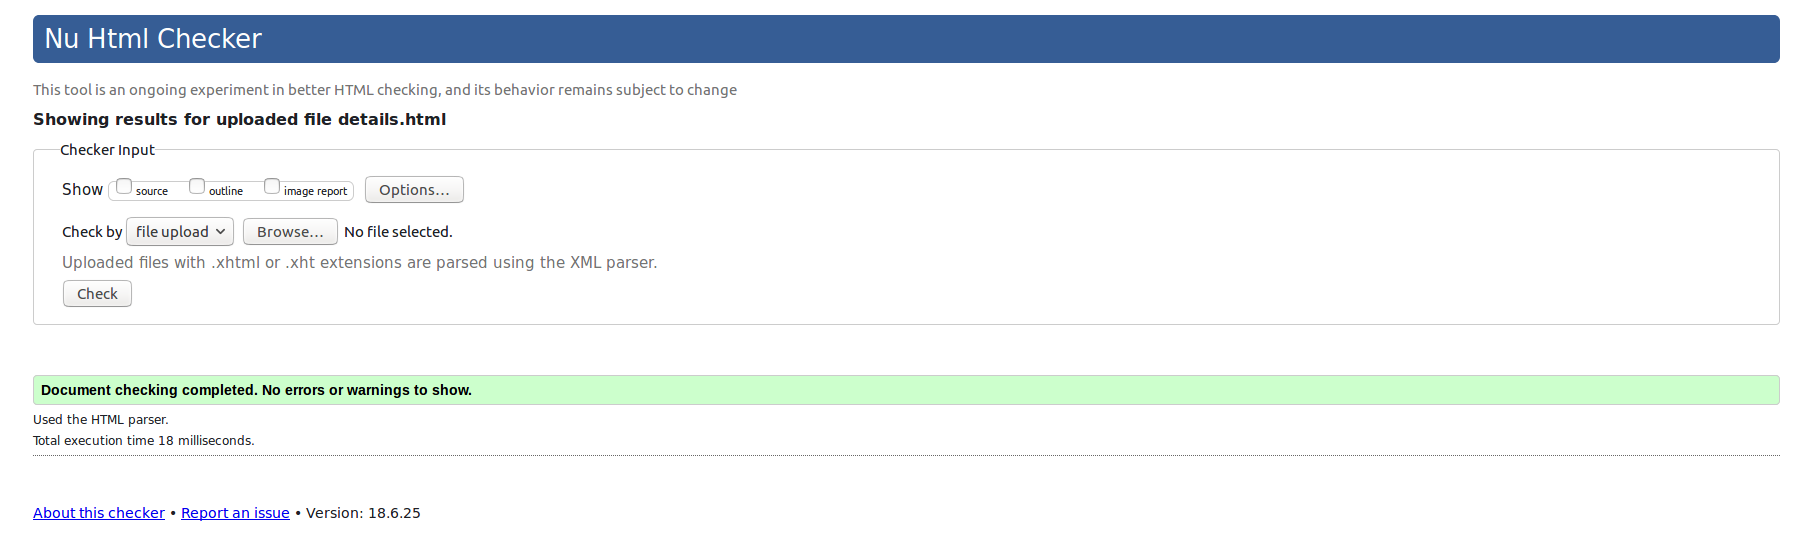 Nu Html Checker
This tool is an ongoing experiment in better HTML checking, and its behavior remains subject to change
Showing results for uploaded file details.html
Checker Input
Show source outline image report Options...
Check by file upload Browse... No file selected.
Uploaded files with .xhtml or .xht extensions are parsed using the XML parser.
Check
Document checking completed. No errors or warnings to show.
Used the HTML parser.
Total execution time 18 milliseconds.
About this checker • Report an issue • Version: 18.6.25